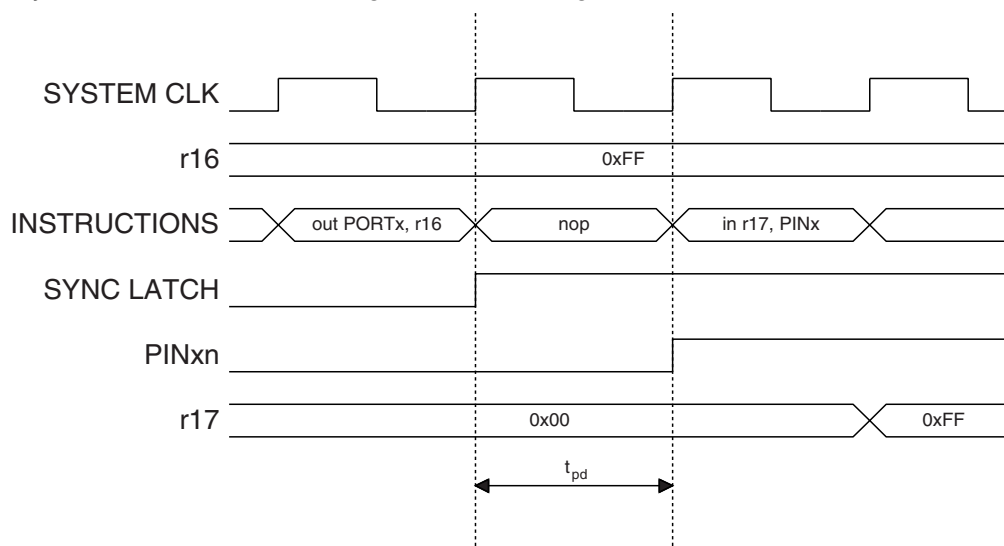 SYSTEM CLK
r16
0xFF
INSTRUCTIONS
out PORTx, r16
nop
in r17, PINx
SYNC LATCH
PINxn
r17
0x00
0xFF
tpd